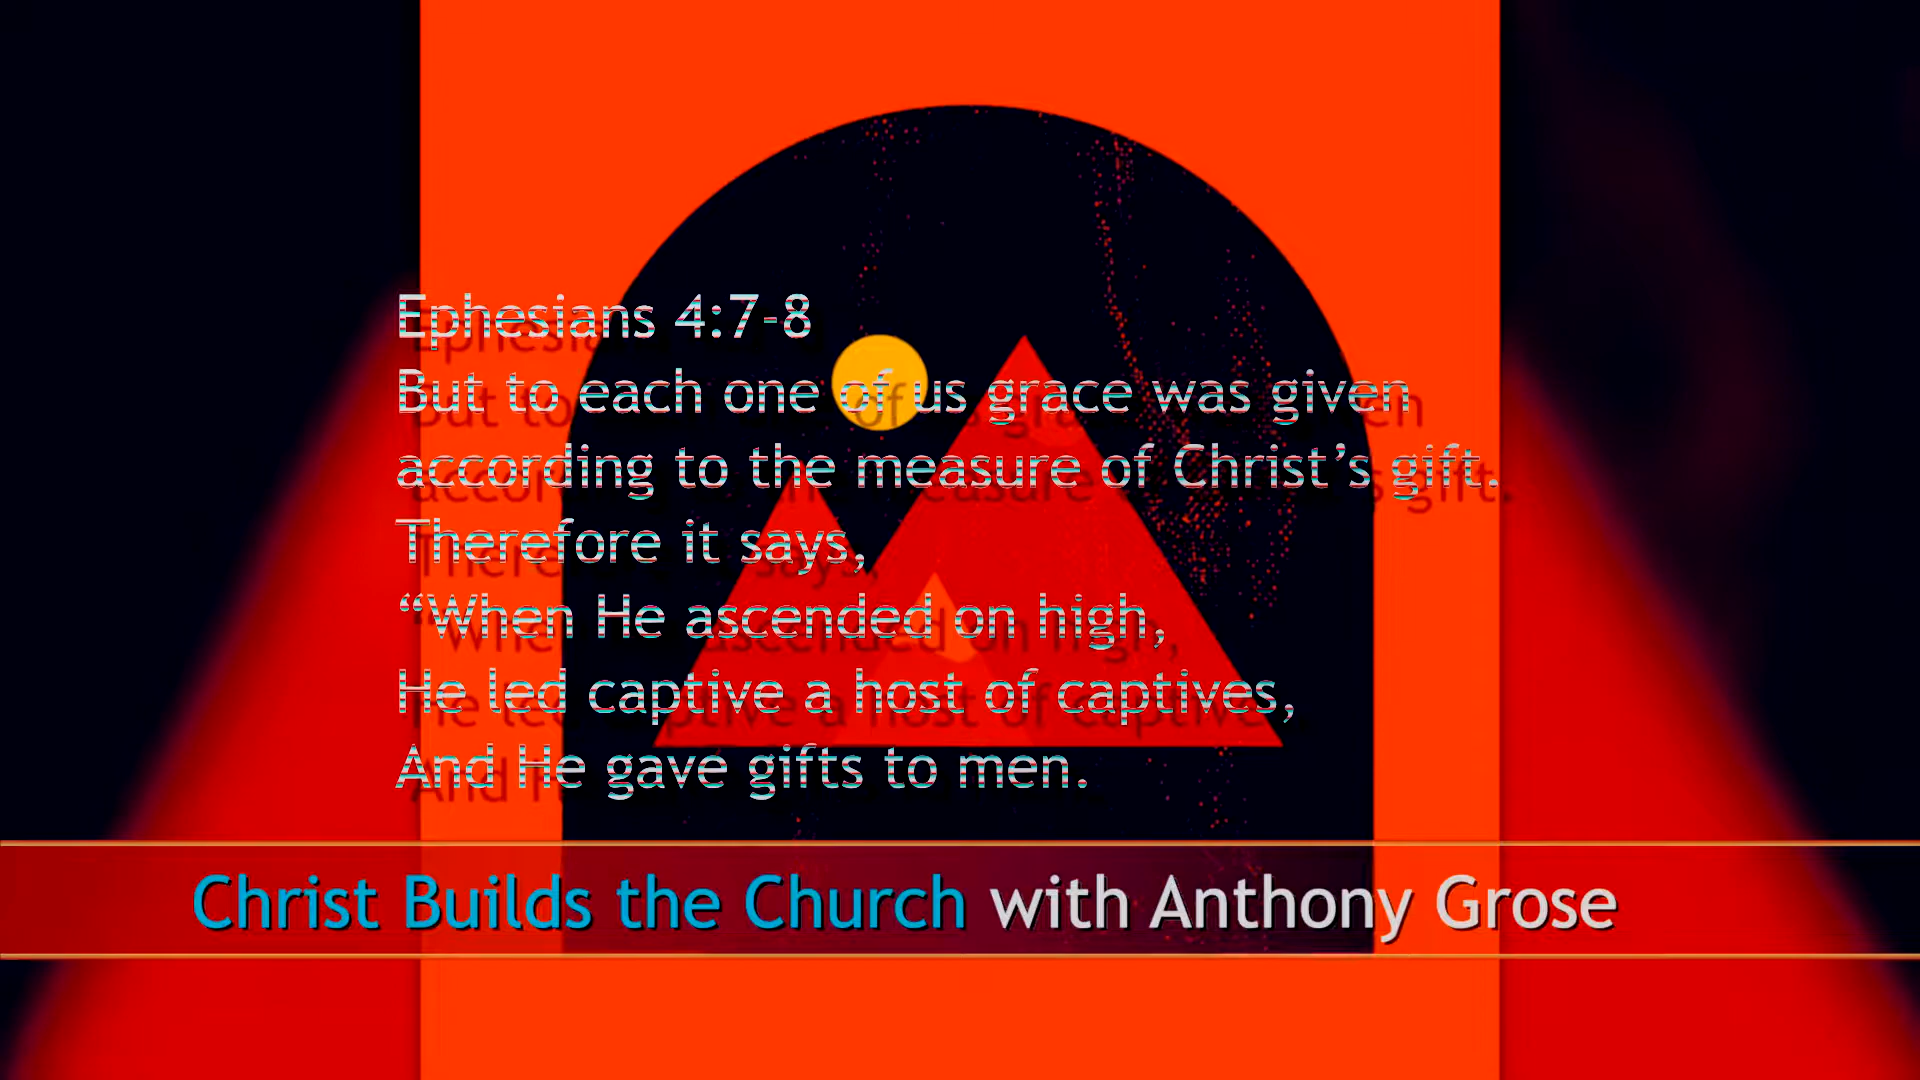 Ephesians 4:7-8
But to each one of us grace was given
according to the measure of Christ’s gift.
Therefore it says,
“When He ascended on high,
He led captive a host of captives,
And He gave gifts to men.
Christ Builds the Church with Anthony Grose